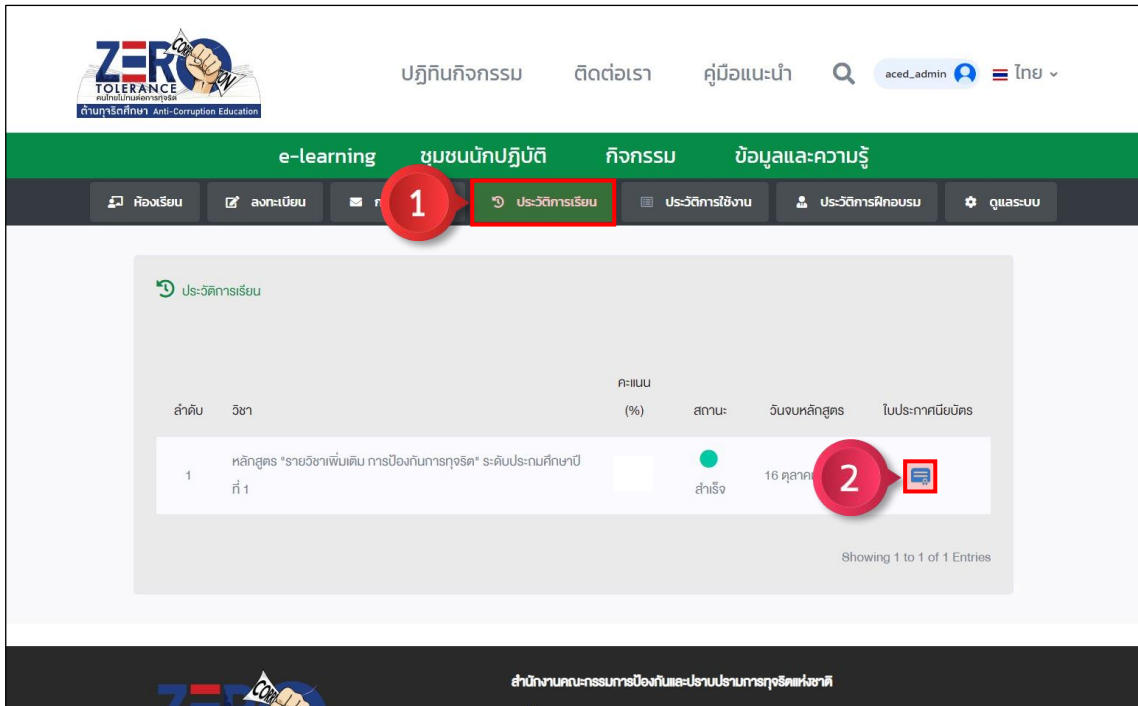 ZERO
CORRUPTION
TOLERANCE
คนไทยไม่ทนต่อการทุจริต
ต้านทุจริตศึกษา Anti-Corruption Education
ปฏิทินกิจกรรม ติดต่อเรา คู่มือแนะนำ aced_admin ไทย
e-learning ชุมชนนักปฏิบัติ กิจกรรม ข้อมูลและความรู้
ห้องเรียน ลงทะเบียน 1 ประวัติการเรียน ประวัติการใช้งาน ประวัติการฝึกอบรม ดูแลระบบ
ประวัติการเรียน
คะแนน
ลำดับ วิชา (%) สถานะ วันจบหลักสูตร ใบประกาศนียบัตร
หลักสูตร "รายวิชาเพิ่มเติม การป้องกันการทุจริต" ระดับประถมศึกษาปี
1 ที่ 1 สำเร็จ 16 2
Showing 1 to 1 of 1 Entries
สำนักงานคณะกรรมการป้องกันและปราบปรามการทุจริตแห่งชาติ